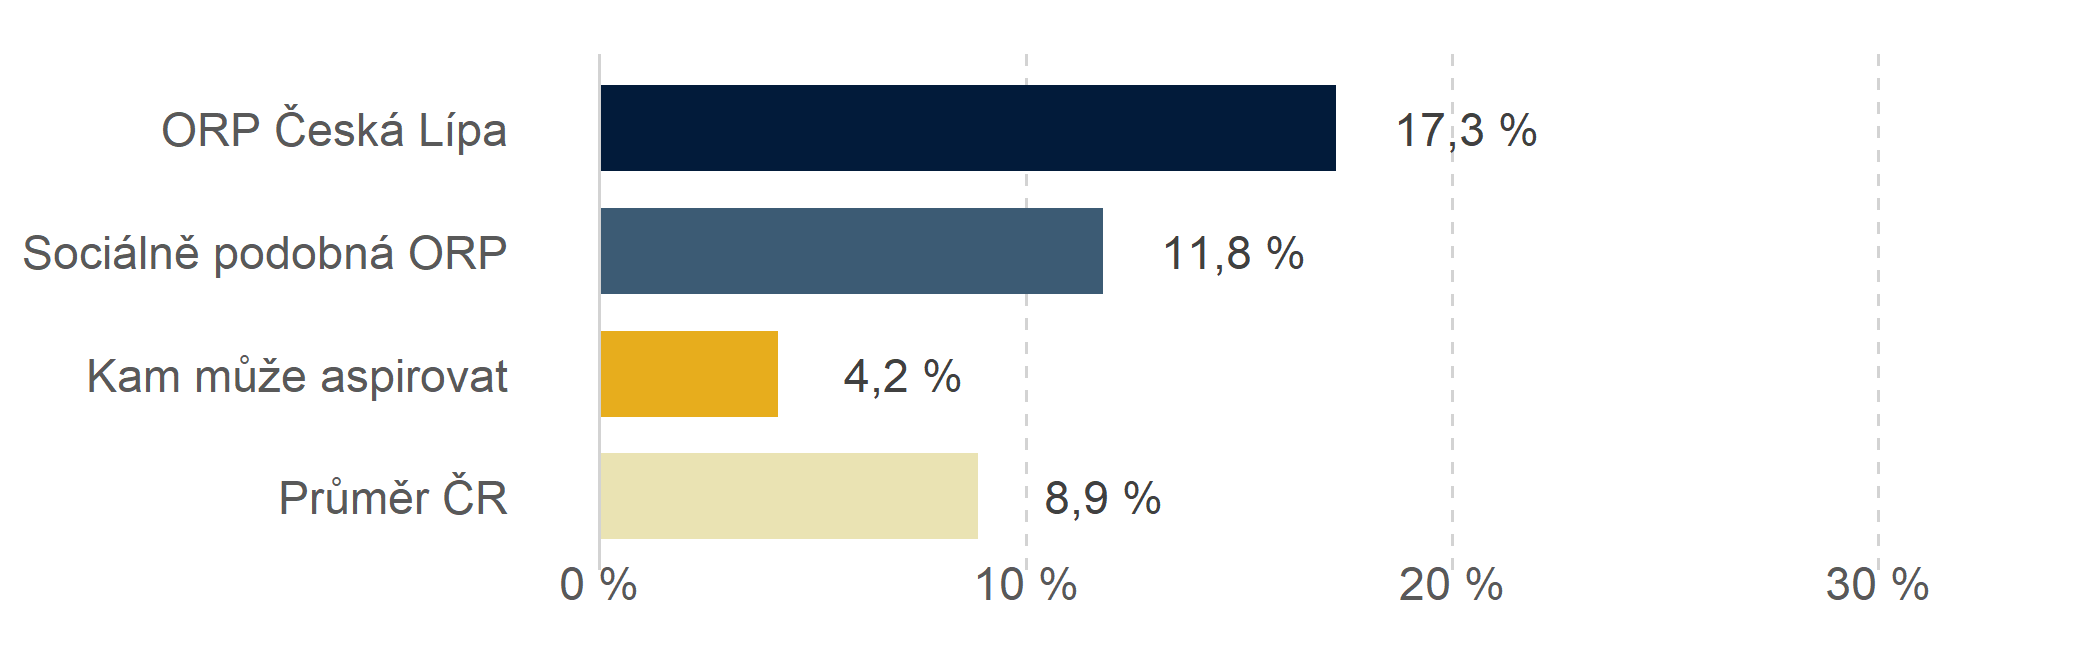 ORP Česká Lípa
17,3 %
Sociálně podobná ORP
11,8 %
Kam může aspirovat
4,2 %
Průměr ČR
8,9 %
0 %
10 %
20 %
30 %